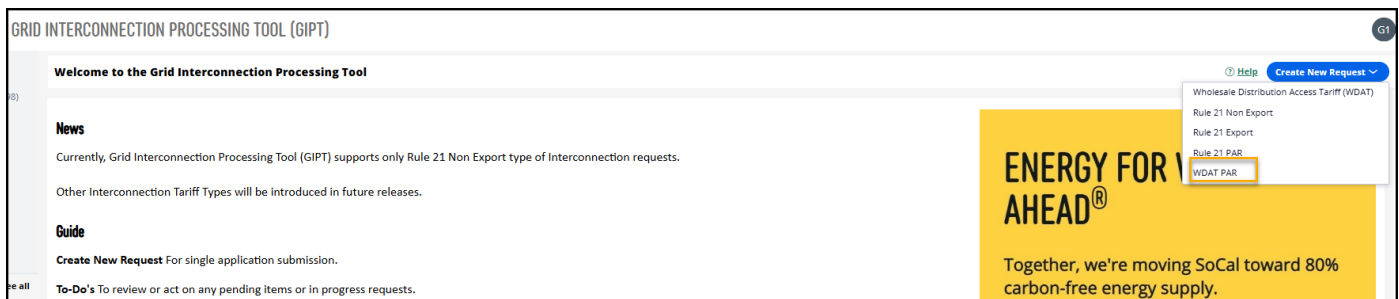 GRID INTERCONNECTION PROCESSING TOOL (GIPT)
G1
Welcome to the Grid Interconnection Processing Tool
Help
Create New Request
98)
Wholesale Distribution Access Tariff (WDAT)
Rule 21 Non Export
Rule 21 Export
Rule 21 PAR
WDAT PAR
News
Currently, Grid Interconnection Processing Tool (GIPT) supports only Rule 21 Non Export type of Interconnection requests.
Other Interconnection Tariff Types will be introduced in future releases.
Guide
Create New Request For single application submission.
ee all
To-Do's To review or act on any pending items or in progress requests.
ENERGY FOR
AHEAD®
Together, we're moving SoCal toward 80%
carbon-free energy supply.